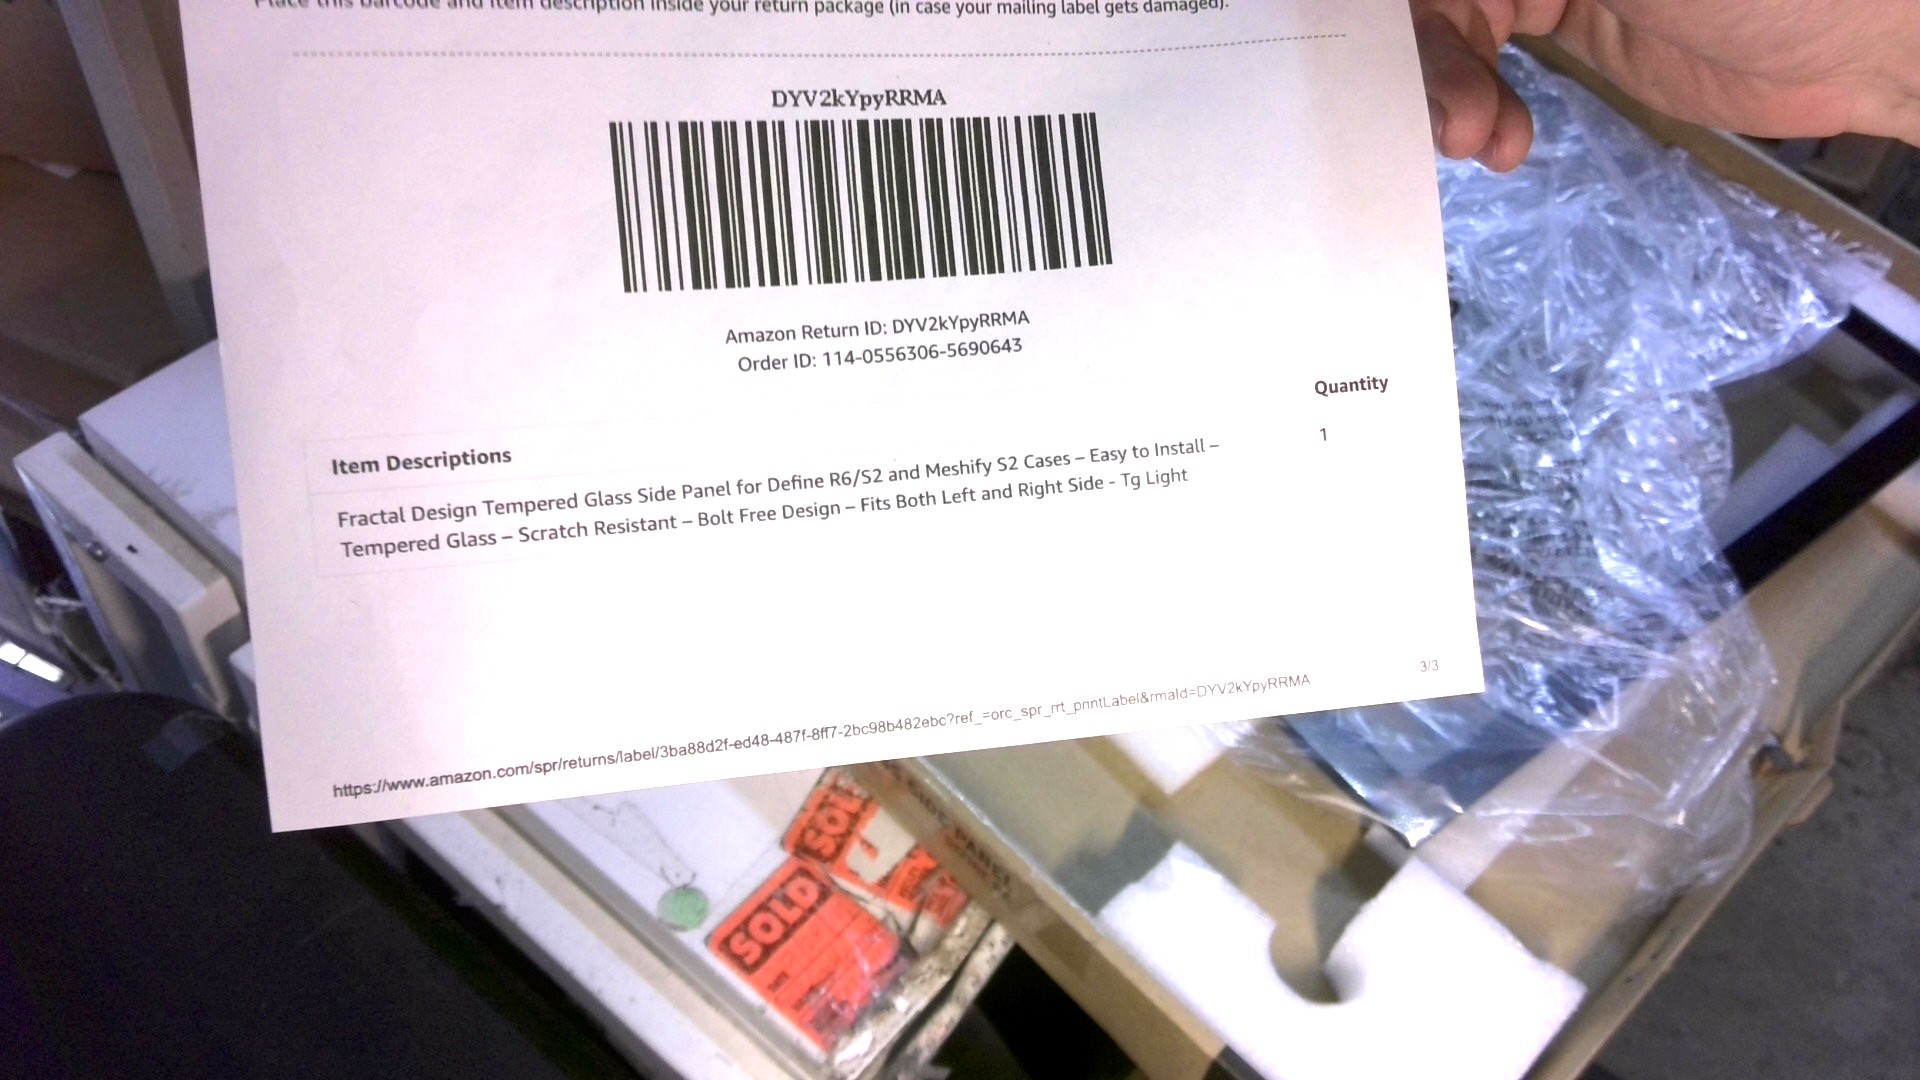 Place this barcode and item description inside your return package (in case your mailing label gets damaged).
DYV2kYpyRRMA
Amazon Return ID: DYV2kYpyRRMA
Order ID: 114-0556306-5690643
Quantity
Item Descriptions
1
Fractal Design Tempered Glass Side Panel for Define R6/S2 and Meshify S2 Cases – Easy to Install –
Tempered Glass – Scratch Resistant – Bolt Free Design – Fits Both Left and Right Side - Tg Light
3/3
https://www.amazon.com/spr/returns/label/3ba88d2f-ed48-487f-8ff7-2bc98b482ebc?ref_=orc_spr_rrt_prntLabel&rmaId=DYV2kYpyRRMA
SOL
SIDE PANEL
SOLD